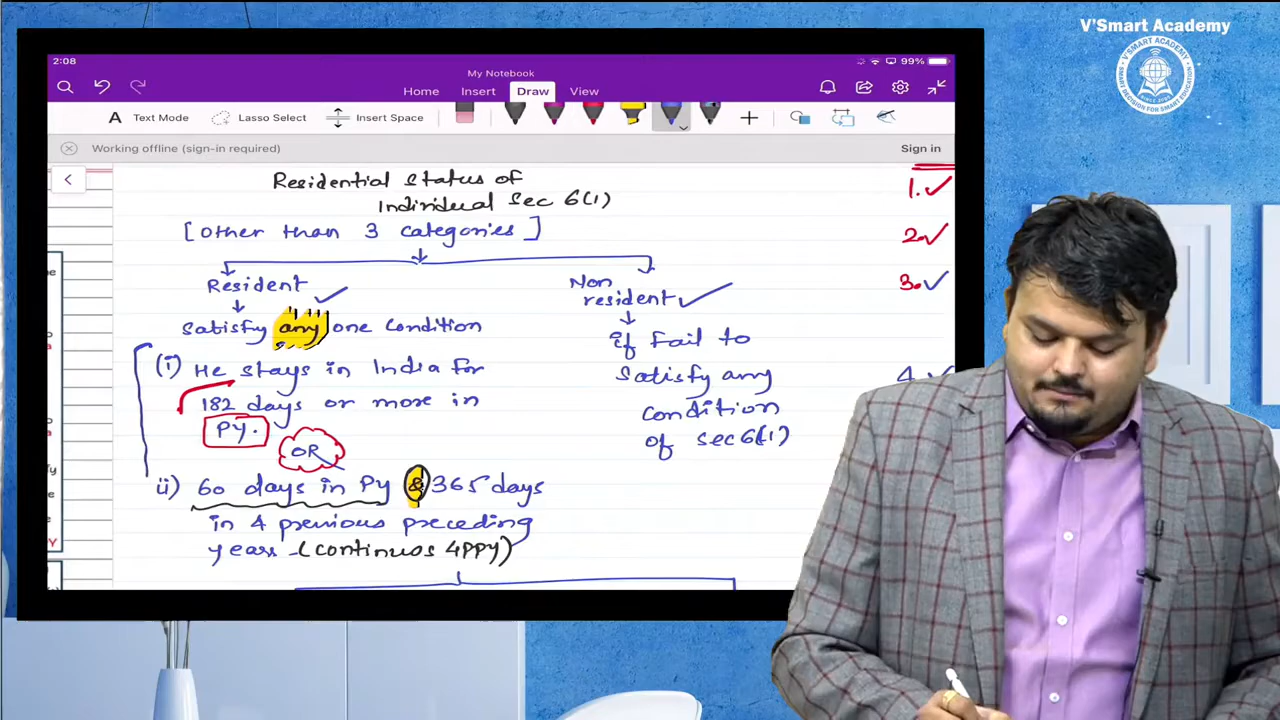 V'Smart Academy
2:08
99%
My Notebook
Home Insert Draw View
Text Mode Lasso Select Insert Space
Working offline (sign-in required) Sign in
Residential Status of
Individual Sec 6(1)
[Other than 3 categories]
Resident
Satisfy any one condition
(i) He stays in India for
182 days or more in
PY.
OR
ii) 60 days in Py & 365 days
in 4 previous preceding
years -(continuos 4PPY)
Non
resident
if Fail to
Satisfy any
condition
of sec 6(1)
1.
2.
3.
4.